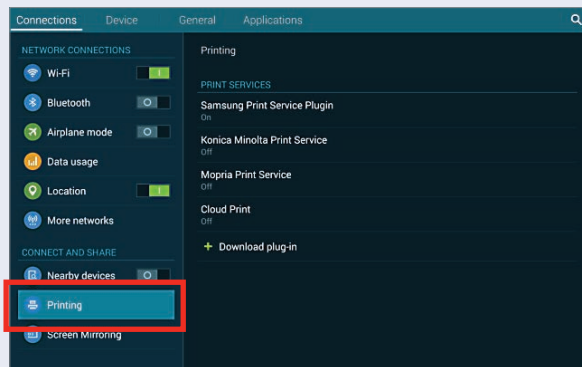 Connections Device General Applications
NETWORK CONNECTIONS
Wi-Fi
Bluetooth
Airplane mode
Data usage
Location
More networks
CONNECT AND SHARE
Nearby devices
Printing
Screen Mirroring
Printing
PRINT SERVICES
Samsung Print Service Plugin
On
Konica Minolta Print Service
Off
Mopria Print Service
Off
Cloud Print
Off
+ Download plug-in